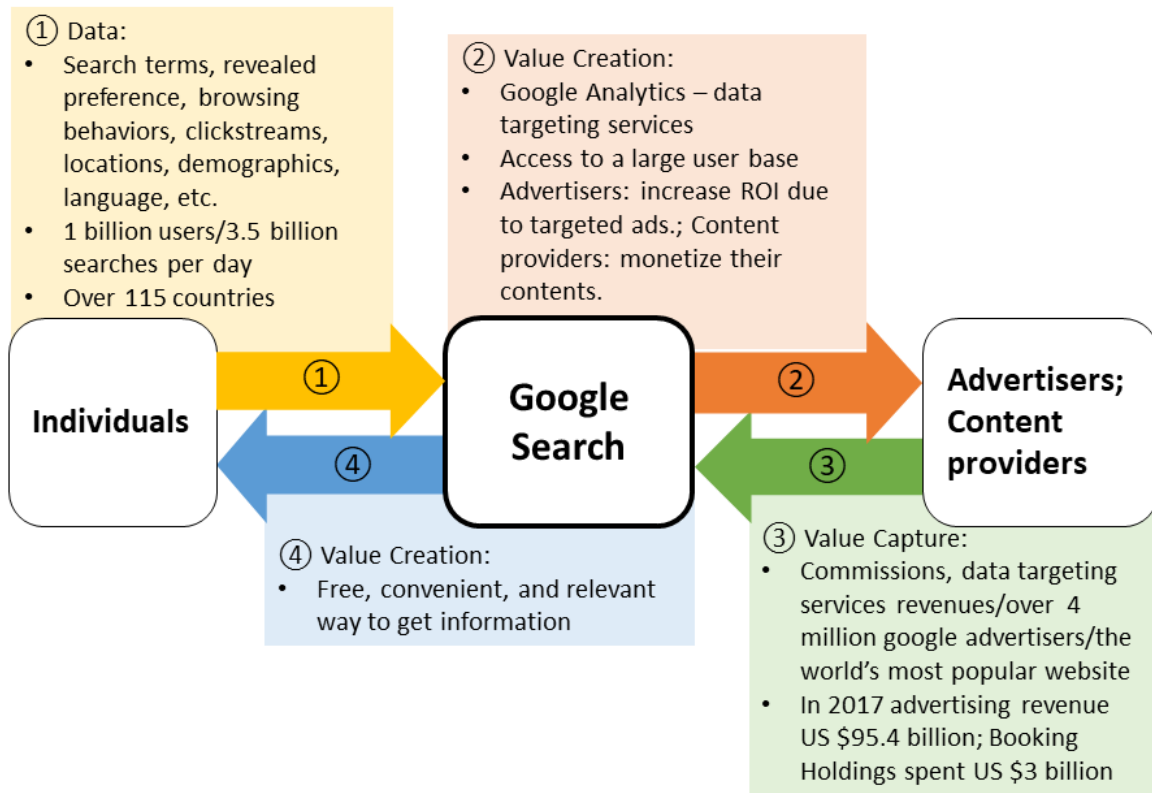 ① Data:
• Search terms, revealed
preference, browsing
behaviors, clickstreams,
locations, demographics,
language, etc.
• 1 billion users/3.5 billion
searches per day
• Over 115 countries
② Value Creation:
• Google Analytics – data
targeting services
• Access to a large user base
• Advertisers: increase ROI due
to targeted ads.; Content
providers: monetize their
contents.
Individuals
①
④
Google
Search
②
③
Advertisers;
Content
providers
④ Value Creation:
• Free, convenient, and relevant
way to get information
③ Value Capture:
• Commissions, data targeting
services revenues/over 4
million google advertisers/the
world’s most popular website
• In 2017 advertising revenue
US $95.4 billion; Booking
Holdings spent US $3 billion